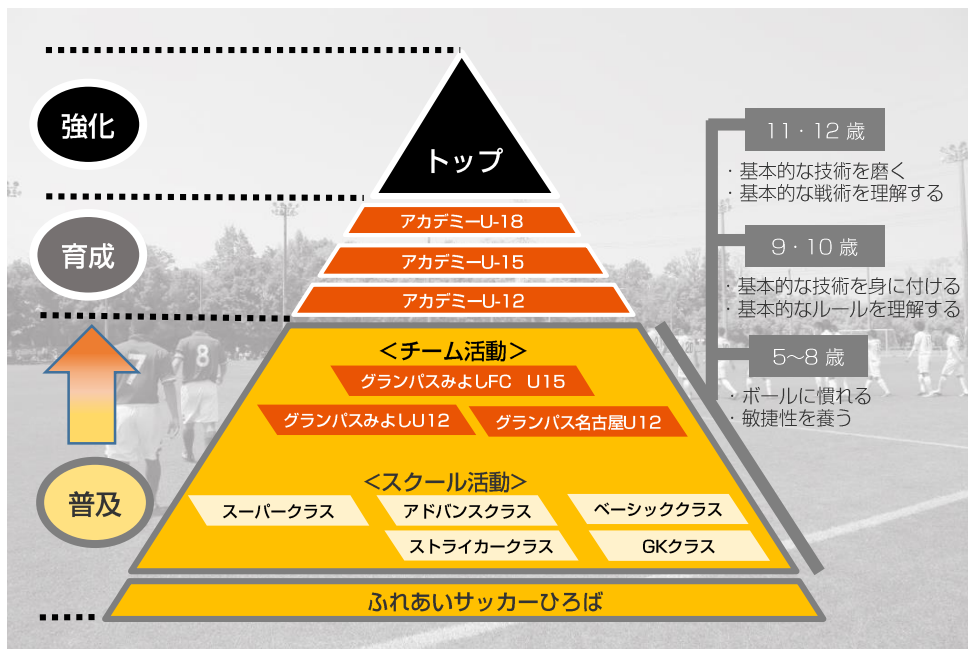 強化
トップ
育成
アカデミーU-18
アカデミーU-15
アカデミーU-12
普及
<チーム活動>
グランパスみよしFC U15
グランパスみよしU12
グランパス名古屋U12
<スクール活動>
スーパークラス
アドバンスクラス
ベーシッククラス
ストライカークラス
GKクラス
ふれあいサッカーひろば
11・12 歳
・基本的な技術を磨く
・基本的な戦術を理解する
9・10 歳
・基本的な技術を身に付ける
・基本的なルールを理解する
5~8 歳
・ボールに慣れる
・敏捷性を養う
7
8